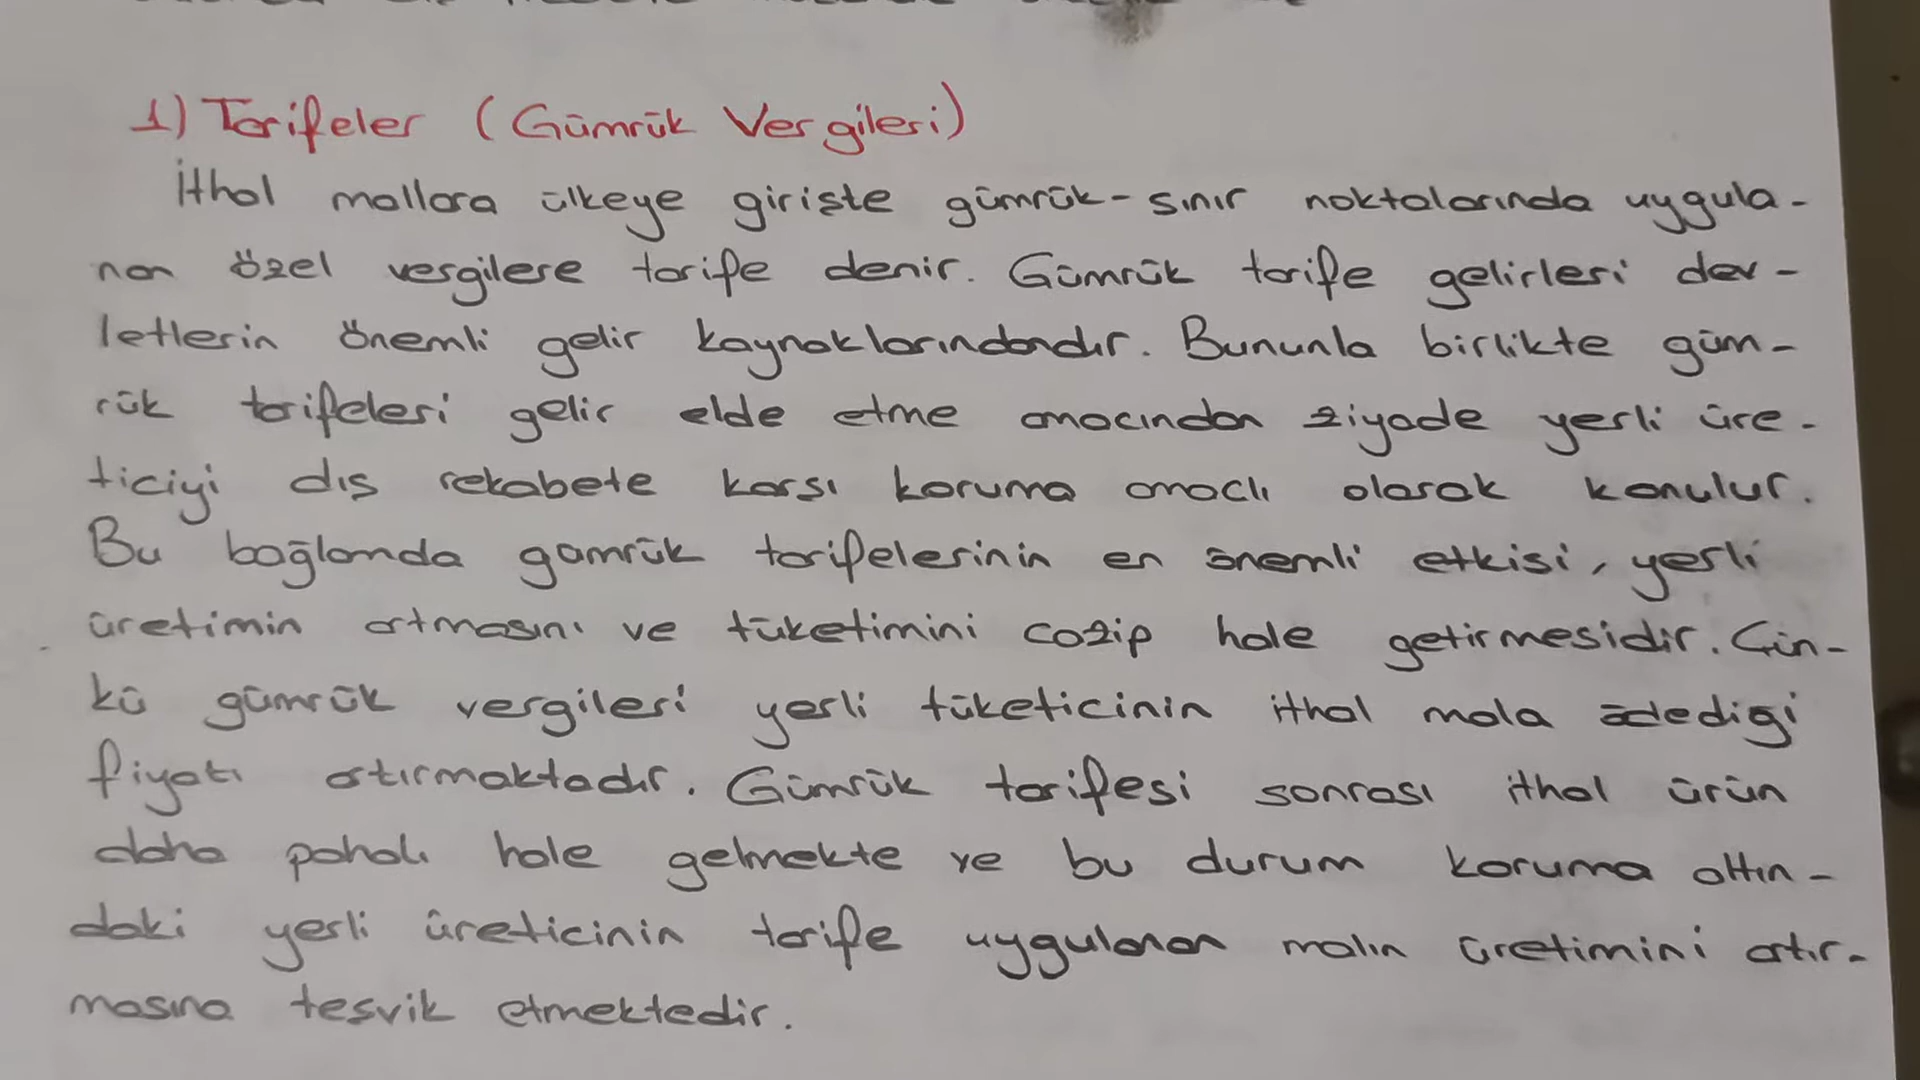 1) Tarifeler (Gümrük Vergileri)
İthal mallara ülkeye girişte gümrük-sınır noktalarında uygula-
nan özel vergilere tarife denir. Gümrük tarife gelirleri dev-
letlerin önemli gelir kaynaklarındandır. Bununla birlikte güm-
rük tarifeleri gelir elde etme amacından ziyade yerli üre-
ticiyi dış rekabete karşı koruma amaçlı olarak konulur.
Bu bağlamda gümrük tarifelerinin en önemli etkisi, yerli
üretimin artmasını ve tüketimini cazip hale getirmesidir. Çün-
kü gümrük vergileri yerli tüketicinin ithal mala ödediği
fiyatı artırmaktadır. Gümrük tarifesi sonrası ithal ürün
daha pahalı hale gelmekte ve bu durum koruma altın-
daki yerli üreticinin tarife uygulanan malın üretimini artır-
masına teşvik etmektedir.